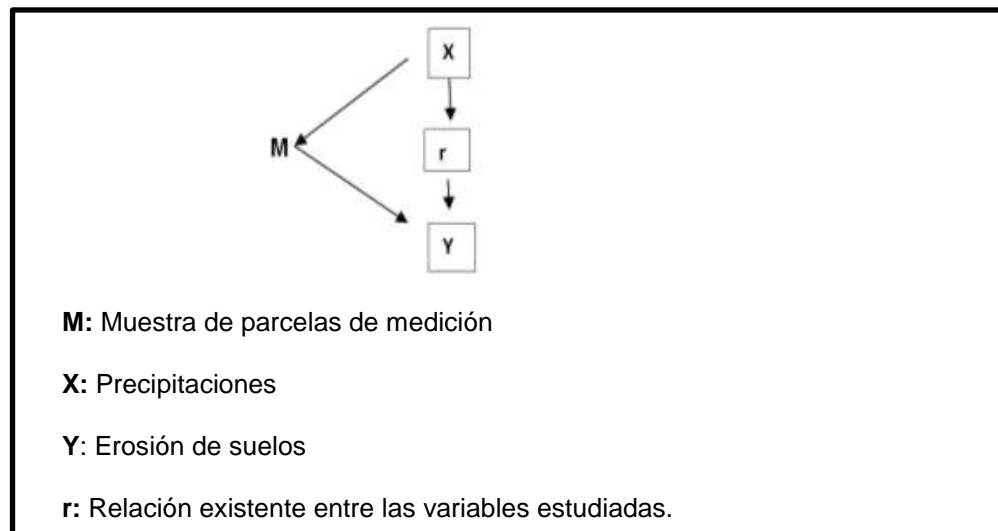 X
M
r
Y
M: Muestra de parcelas de medición
X: Precipitaciones
Y: Erosión de suelos
r: Relación existente entre las variables estudiadas.